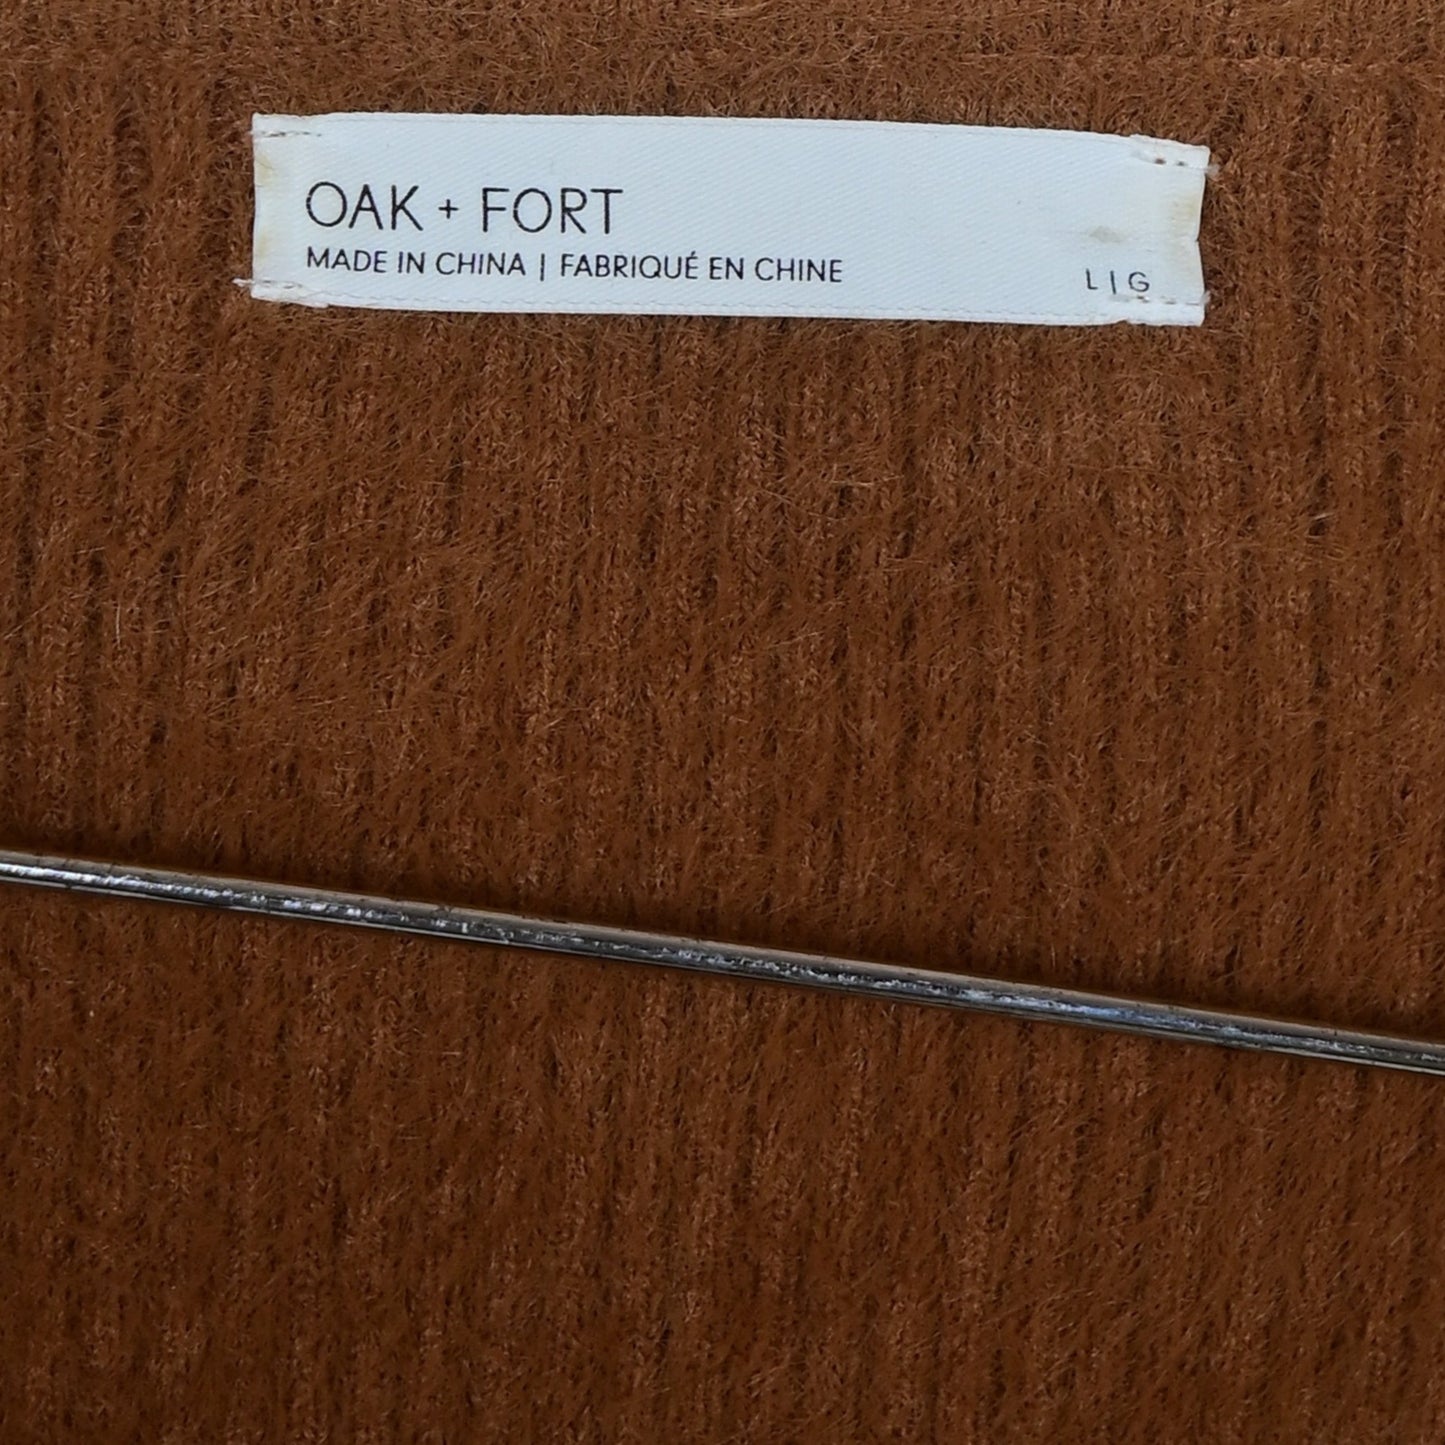 OAK + FORT
MADE IN CHINA | FABRIQUÉ EN CHINE
L | G